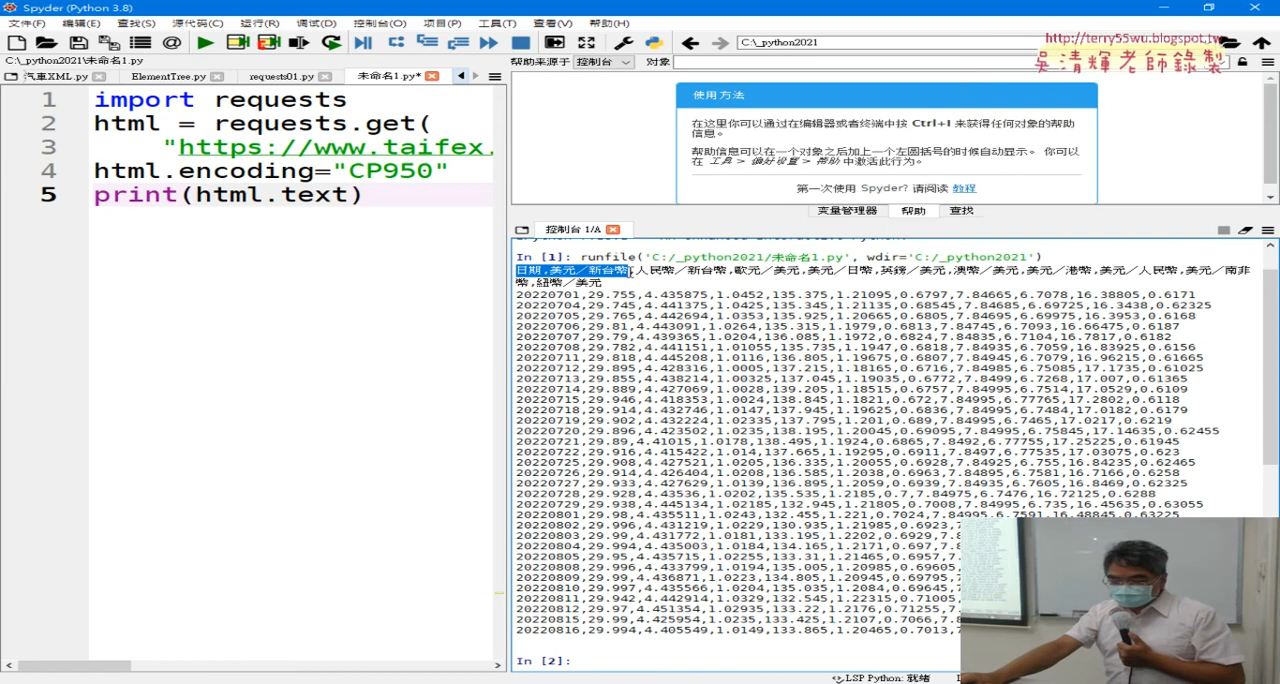 Spyder (Python 3.8)
文件(F) 编辑(E) 查找(S) 源代码(C) 运行(R) 调试(D) 控制台(O) 项目(P) 工具(T) 查看(V) 帮助(H)
C:\_python2021
http://terry55wu.blogspot.tw
吳清輝老師錄製
C:\_python2021\未命名1.py
帮助来源于 控制台 对象
汽車XML.py ElementTree.py requests01.py 未命名1.py*
1 import requests
2 html = requests.get(
3 "https://www.taifex.
4 html.encoding="CP950"
5 print(html.text)
使用方法
在这里你可以通过在编辑器或者终端中按 Ctrl+I 来获得任何对象的帮助
信息。
帮助信息可以在一个对象之后加上一个左圆括号的时候自动显示。 你可以
在 工具 > 偏好设置 > 帮助 中激活此行为。
第一次使用 Spyder? 请阅读 教程
变量管理器 帮助 查找
控制台 1/A
In [1]: runfile('C:/_python2021/未命名1.py', wdir='C:/_python2021')
日期,美元／新台幣,人民幣／新台幣,歐元／美元,美元／日幣,英鎊／美元,澳幣／美元,美元／港幣,美元／人民幣,美元／南非
幣,紐幣／美元
20220701,29.755,4.435875,1.0452,135.375,1.21095,0.6797,7.84665,6.7078,16.38805,0.6171
20220704,29.745,4.441375,1.0425,135.345,1.21135,0.68545,7.84685,6.69725,16.3438,0.62325
20220705,29.765,4.442694,1.0353,135.925,1.20665,0.6805,7.84695,6.69975,16.3953,0.6168
20220706,29.81,4.443091,1.0264,135.315,1.1979,0.6813,7.84745,6.7093,16.66475,0.6187
20220707,29.79,4.439365,1.0204,136.085,1.1972,0.6824,7.84835,6.7104,16.7817,0.6182
20220708,29.782,4.441151,1.01055,135.735,1.1947,0.6818,7.84935,6.7059,16.83925,0.6156
20220711,29.818,4.445208,1.0116,136.805,1.19675,0.6807,7.84945,6.7079,16.96215,0.61665
20220712,29.895,4.428316,1.0005,137.215,1.18165,0.6716,7.84985,6.75085,17.1735,0.61025
20220713,29.855,4.438214,1.00325,137.045,1.19035,0.6772,7.8499,6.7268,17.007,0.61365
20220714,29.889,4.427069,1.0028,139.205,1.18515,0.6757,7.8499,6.7514,17.0529,0.6109
20220715,29.946,4.418353,1.0024,138.845,1.1821,0.672,7.84995,6.77765,17.2802,0.6118
20220718,29.914,4.432746,1.0147,137.945,1.19625,0.6836,7.84995,6.7484,17.0182,0.6179
20220719,29.902,4.432224,1.02335,137.795,1.201,0.689,7.84995,6.7465,17.0217,0.6219
20220720,29.896,4.423502,1.0235,138.195,1.20045,0.69095,7.84995,6.75845,17.14635,0.62455
20220721,29.89,4.41015,1.0178,138.495,1.1924,0.6865,7.8492,6.77755,17.25225,0.61945
20220722,29.916,4.415422,1.014,137.665,1.19295,0.6911,7.8497,6.77535,17.03075,0.623
20220725,29.908,4.427521,1.0205,136.335,1.20055,0.6928,7.84925,6.755,16.84235,0.62465
20220726,29.914,4.426404,1.0208,136.585,1.2038,0.6963,7.84895,6.7581,16.7166,0.6258
20220727,29.933,4.427629,1.0139,136.895,1.2059,0.6939,7.84935,6.7605,16.8469,0.62325
20220728,29.928,4.43536,1.0202,135.535,1.2185,0.7,7.84975,6.7476,16.72125,0.6288
20220729,29.938,4.445134,1.02185,132.945,1.21805,0.7008,7.84995,6.735,16.45635,0.63055
20220801,29.98,4.435511,1.0243,132.455,1.221,0.7024,7.84995,6.7591,16.48845,0.63225
20220802,29.996,4.431219,1.0229,130.935,1.21985,0.6923,7
20220803,29.99,4.431772,1.0181,133.195,1.2202,0.6929,7.8
20220804,29.994,4.435003,1.0184,134.165,1.2171,0.697,7.8
20220805,29.95,4.435715,1.02255,133.31,1.21465,0.6957,7.
20220808,29.996,4.433799,1.0194,135.005,1.20985,0.69605
20220809,29.99,4.436871,1.0223,134.805,1.20945,0.69795
20220810,29.997,4.435566,1.0204,135.035,1.2084,0.69645
20220811,29.942,4.442914,1.0329,132.545,1.22315,0.71005
20220812,29.97,4.451354,1.02935,133.22,1.2176,0.71255,
20220815,29.99,4.425954,1.0235,133.425,1.2107,0.7066,7
20220816,29.994,4.405549,1.0149,133.865,1.20465,0.7013,
In [2]:
LSP Python: 就绪